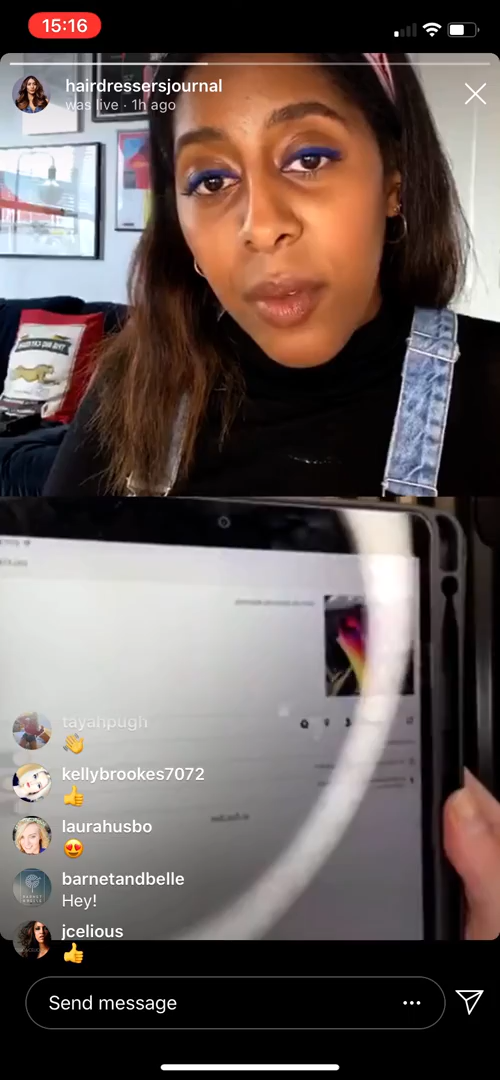 15:16
hairdressersjournal
was live · 1h ago
tayahpugh
👋
kellybrookes7072
👍
laurahusbo
😍
barnetandbelle
Hey!
jcelious
👍
Send message